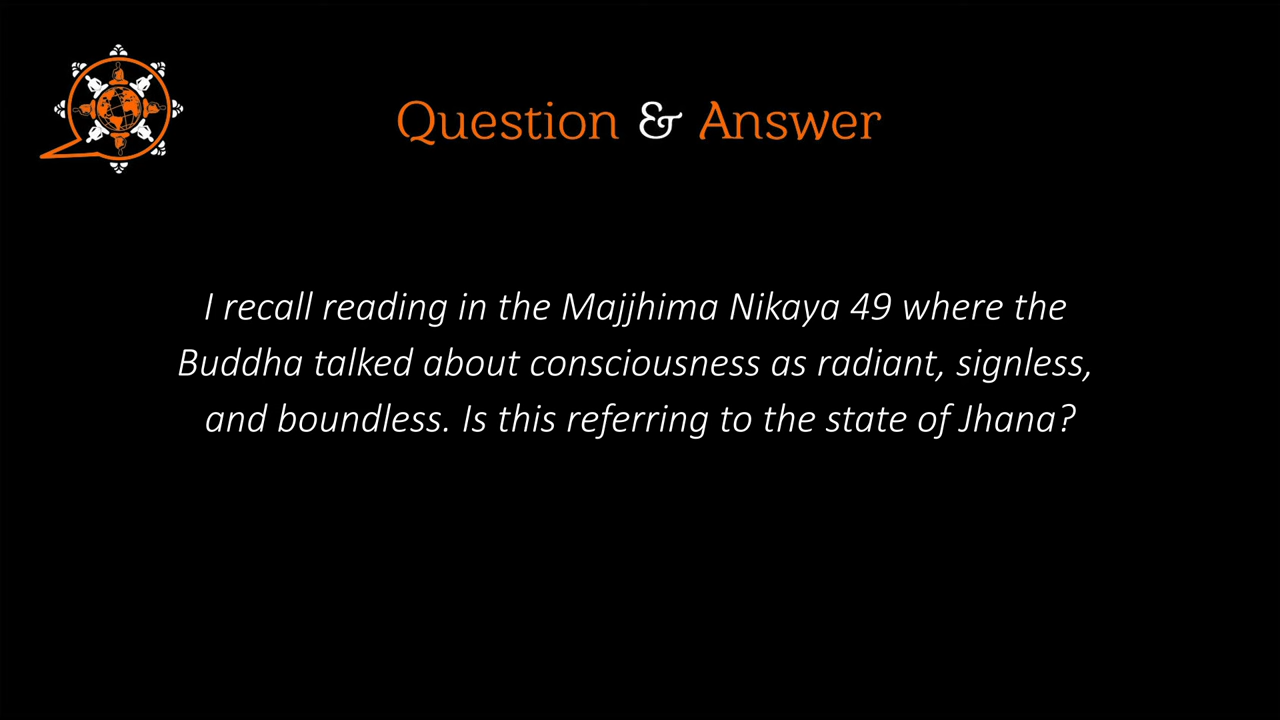 Question & Answer
I recall reading in the Majjhima Nikaya 49 where the
Buddha talked about consciousness as radiant, signless,
and boundless. Is this referring to the state of Jhana?